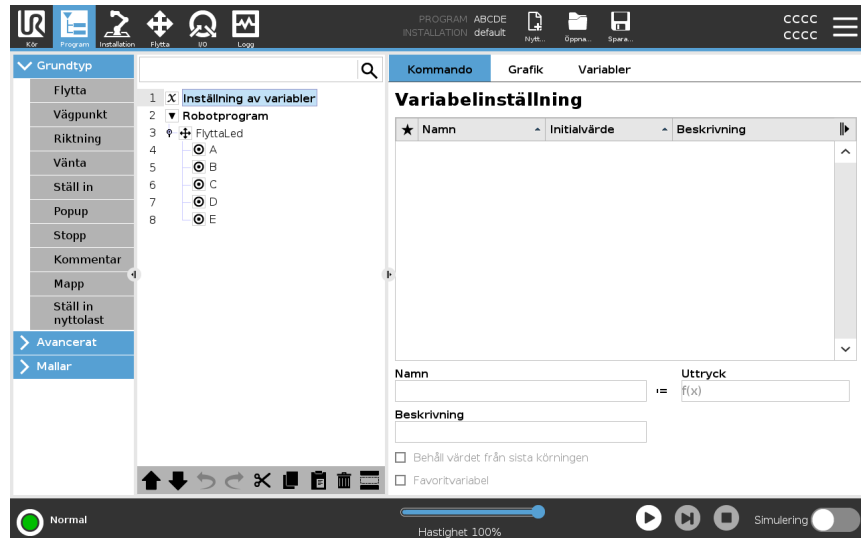 UR
Kör
Program
Installation
Flytta
I/O
Logg
PROGRAM ABCDE
INSTALLATION default
Nytt...
Öppna...
Spara...
CCCC
CCCC
Grundtyp
Flytta
Vägpunkt
Riktning
Vänta
Ställ in
Popup
Stopp
Kommentar
Mapp
Ställ in
nyttolast
Avancerat
Mallar
1 X Inställning av variabler
2 Robotprogram
3 FlyttaLed
4 A
5 B
6 C
7 D
8 E
Kommando
Grafik
Variabler
Variabelinställning
Namn
Initialvärde
Beskrivning
Namn
Uttryck
:=
f(x)
Beskrivning
Behåll värdet från sista körningen
Favoritvariabel
Normal
Hastighet 100%
Simulering